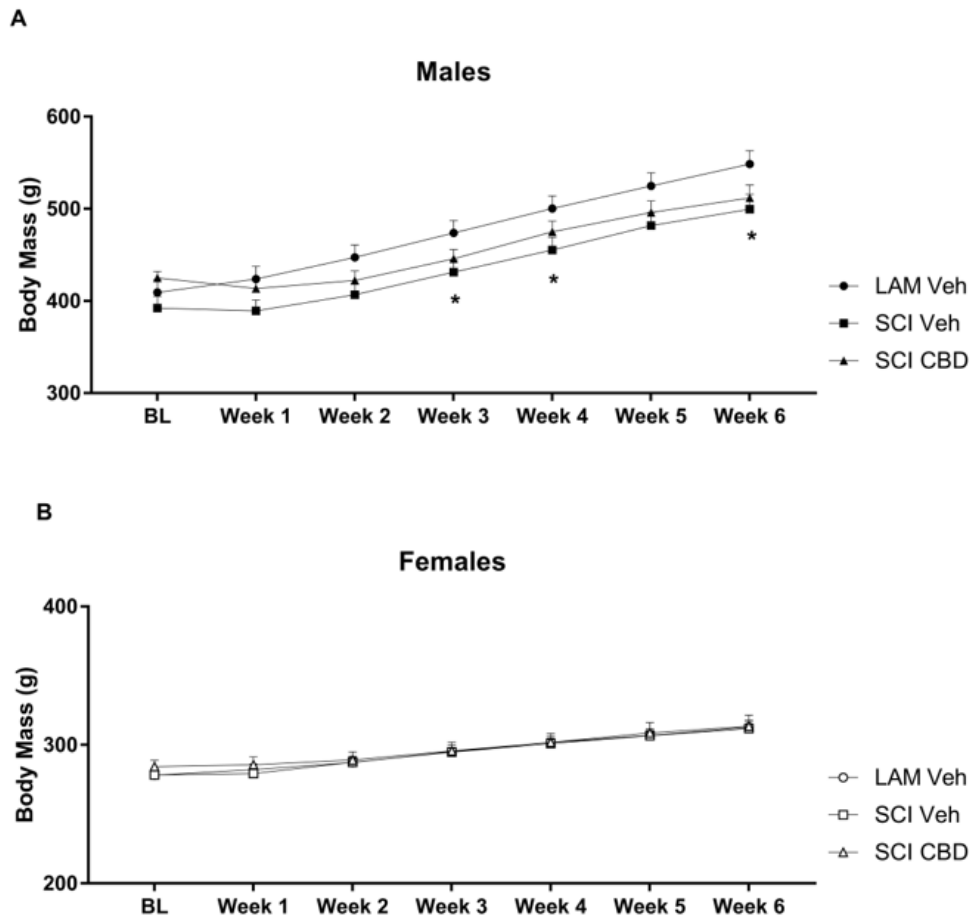 A
Males
600
500
400
300
Body Mass (g)
BL Week 1 Week 2 Week 3 Week 4 Week 5 Week 6
* * *
LAM Veh
SCI Veh
SCI CBD
B
Females
400
300
200
Body Mass (g)
BL Week 1 Week 2 Week 3 Week 4 Week 5 Week 6
LAM Veh
SCI Veh
SCI CBD